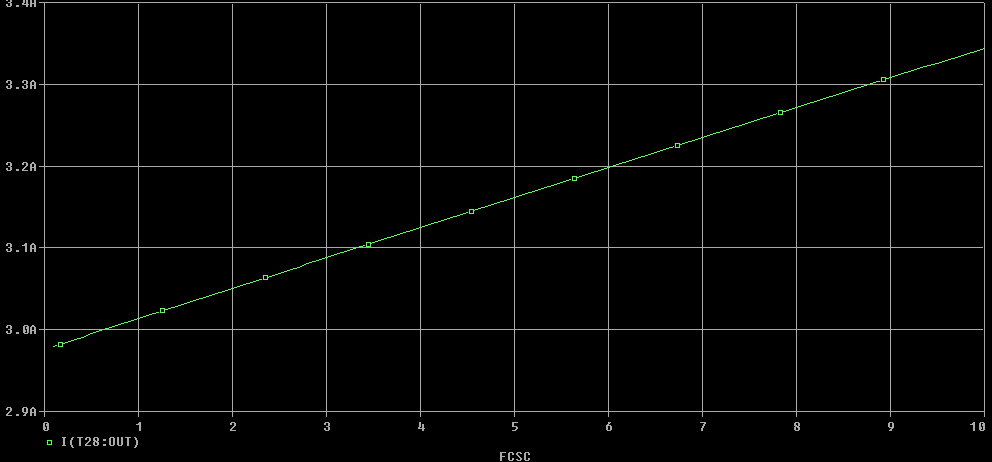 3.4A
3.3A
3.2A
3.1A
3.0A
2.9A
0 1 2 3 4 5 6 7 8 9 10
I(T28:OUT)
FCSC